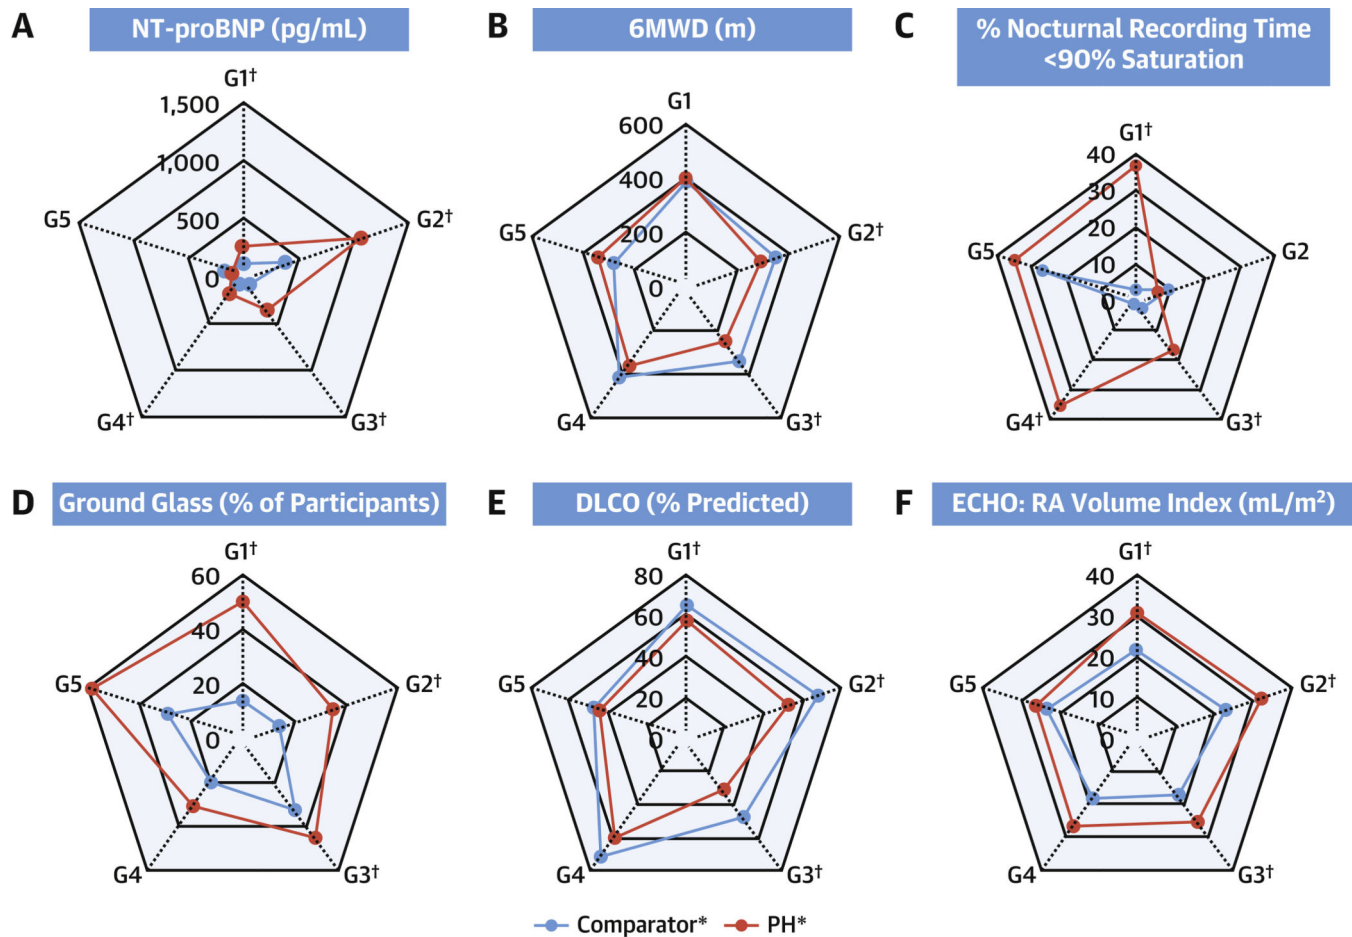 A
NT-proBNP (pg/mL)
G1†
1,500
1,000
500
0
G2†
G3†
G4†
G5
B
6MWD (m)
G1
600
400
200
0
G2†
G3†
G4
G5
C
% Nocturnal Recording Time
<90% Saturation
G1†
40
30
20
10
0
G2
G3†
G4†
G5
D
Ground Glass (% of Participants)
G1†
60
40
20
0
G2†
G3†
G4
G5
E
DLCO (% Predicted)
G1†
80
60
40
20
0
G2†
G3†
G4
G5
F
ECHO: RA Volume Index (mL/m²)
G1†
40
30
20
10
0
G2†
G3†
G4
G5
Comparator*
PH*